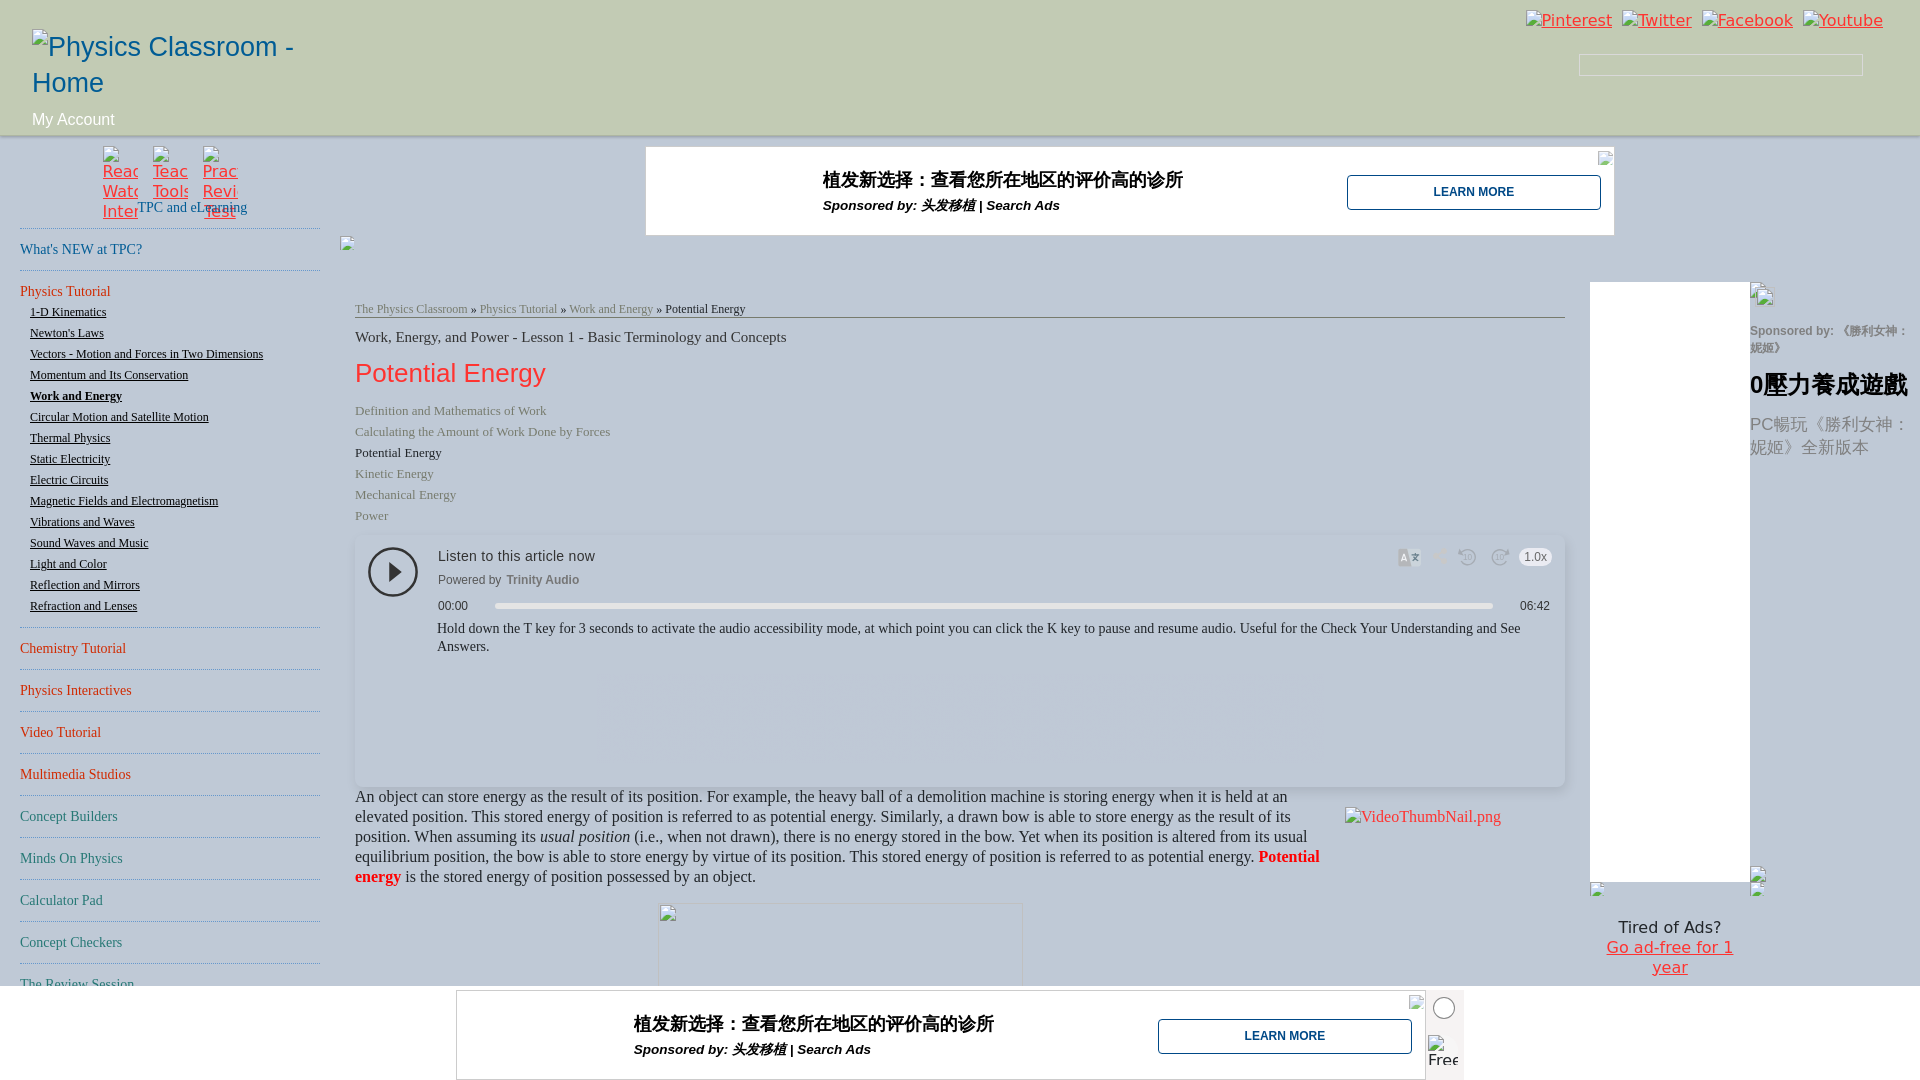 Pinterest Twitter Facebook Youtube
Physics Classroom -
Home
My Account
Read
Watc
Inter
Teac
Tools
Prac
Revi
Test
TPC and eLearning
What's NEW at TPC?
Physics Tutorial
1-D Kinematics
Newton's Laws
Vectors - Motion and Forces in Two Dimensions
Momentum and Its Conservation
Work and Energy
Circular Motion and Satellite Motion
Thermal Physics
Static Electricity
Electric Circuits
Magnetic Fields and Electromagnetism
Vibrations and Waves
Sound Waves and Music
Light and Color
Reflection and Mirrors
Refraction and Lenses
Chemistry Tutorial
Physics Interactives
Video Tutorial
Multimedia Studios
Concept Builders
Minds On Physics
Calculator Pad
Concept Checkers
The Review Session
植发新选择：查看您所在地区的评价高的诊所
Sponsored by: 头发移植 | Search Ads
LEARN MORE
The Physics Classroom » Physics Tutorial » Work and Energy » Potential Energy
Work, Energy, and Power - Lesson 1 - Basic Terminology and Concepts
Potential Energy
Definition and Mathematics of Work
Calculating the Amount of Work Done by Forces
Potential Energy
Kinetic Energy
Mechanical Energy
Power
Listen to this article now
Powered by Trinity Audio
10 10 1.0x
00:00 06:42
Hold down the T key for 3 seconds to activate the audio accessibility mode, at which point you can click the K key to pause and resume audio. Useful for the Check Your Understanding and See
Answers.
An object can store energy as the result of its position. For example, the heavy ball of a demolition machine is storing energy when it is held at an
elevated position. This stored energy of position is referred to as potential energy. Similarly, a drawn bow is able to store energy as the result of its
position. When assuming its usual position (i.e., when not drawn), there is no energy stored in the bow. Yet when its position is altered from its usual
equilibrium position, the bow is able to store energy by virtue of its position. This stored energy of position is referred to as potential energy. Potential
energy is the stored energy of position possessed by an object.
VideoThumbNail.png
Sponsored by: 《勝利女神：
妮姬》
0壓力養成遊戲
PC暢玩《勝利女神：
妮姬》全新版本
Tired of Ads?
Go ad-free for 1
year
植发新选择：查看您所在地区的评价高的诊所
Sponsored by: 头发移植 | Search Ads
LEARN MORE
Free